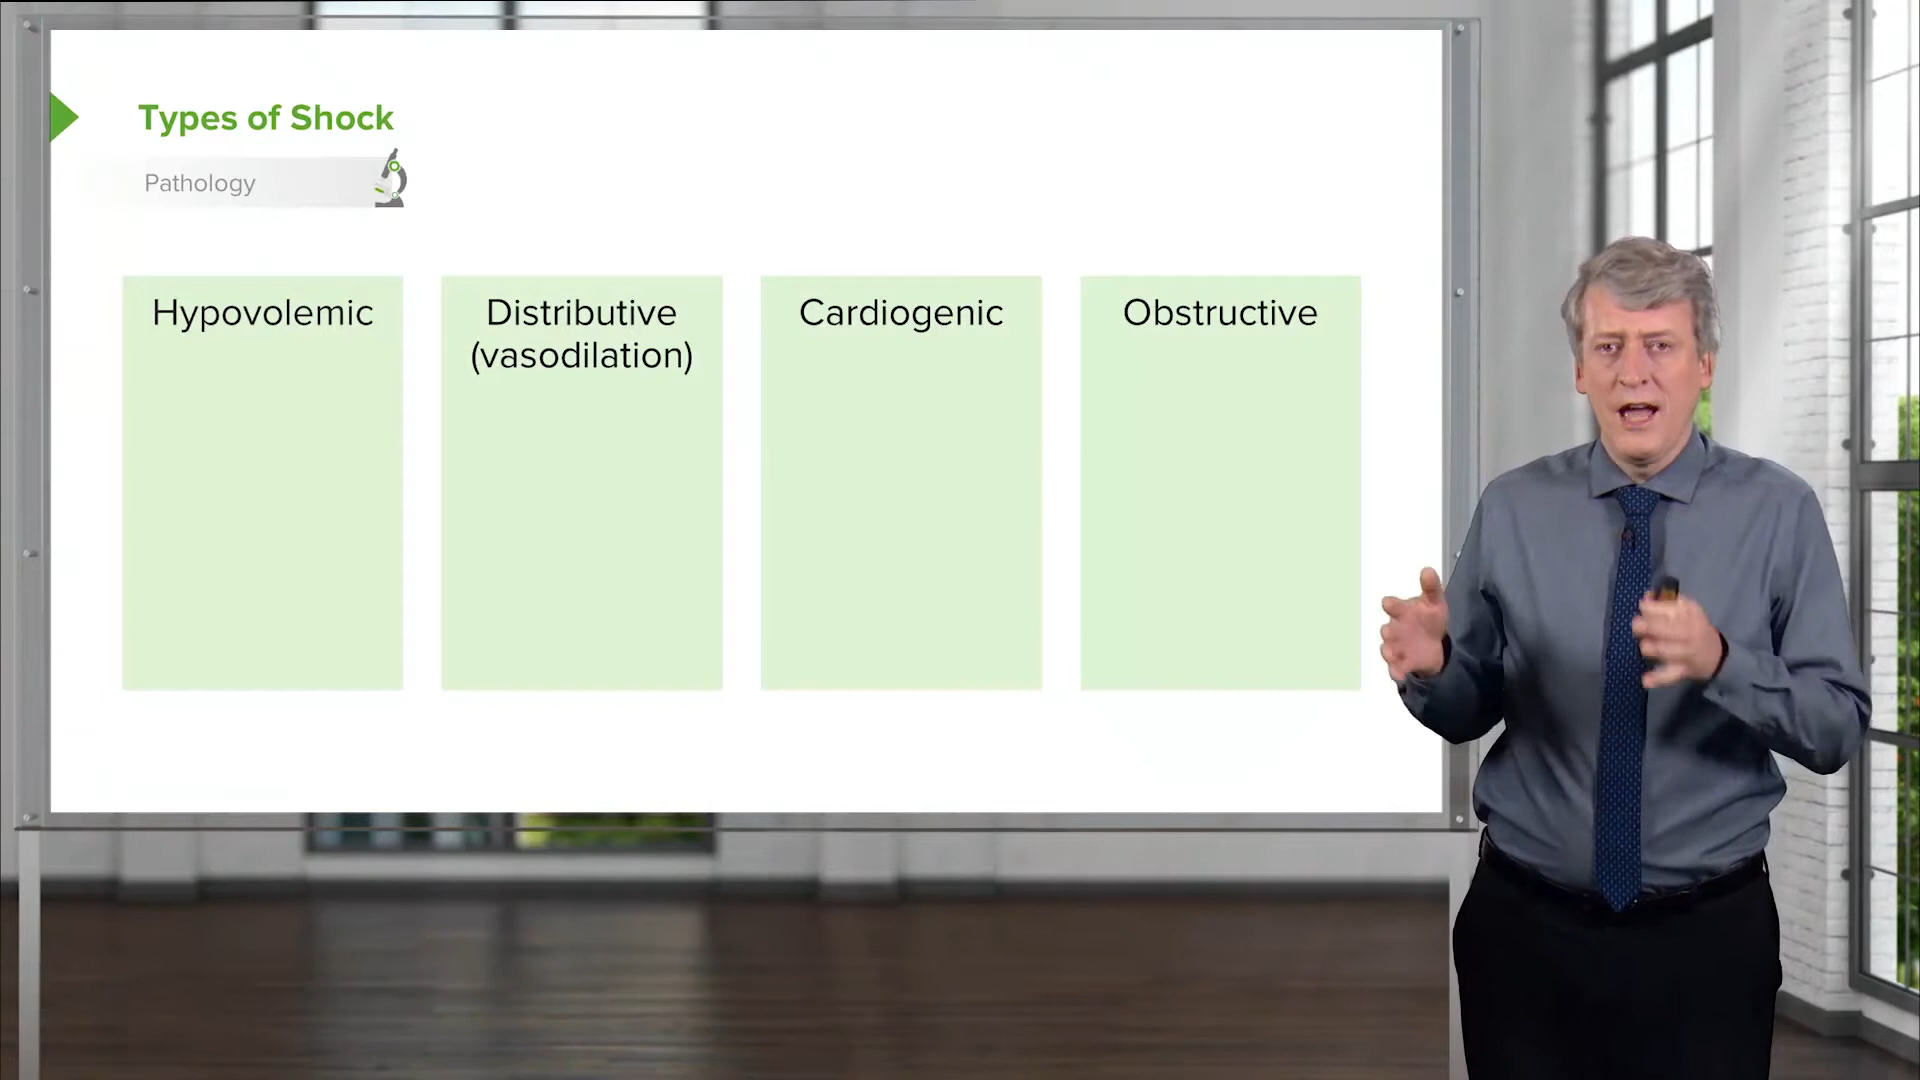 Types of Shock
Pathology
Hypovolemic
Distributive
(vasodilation)
Cardiogenic
Obstructive